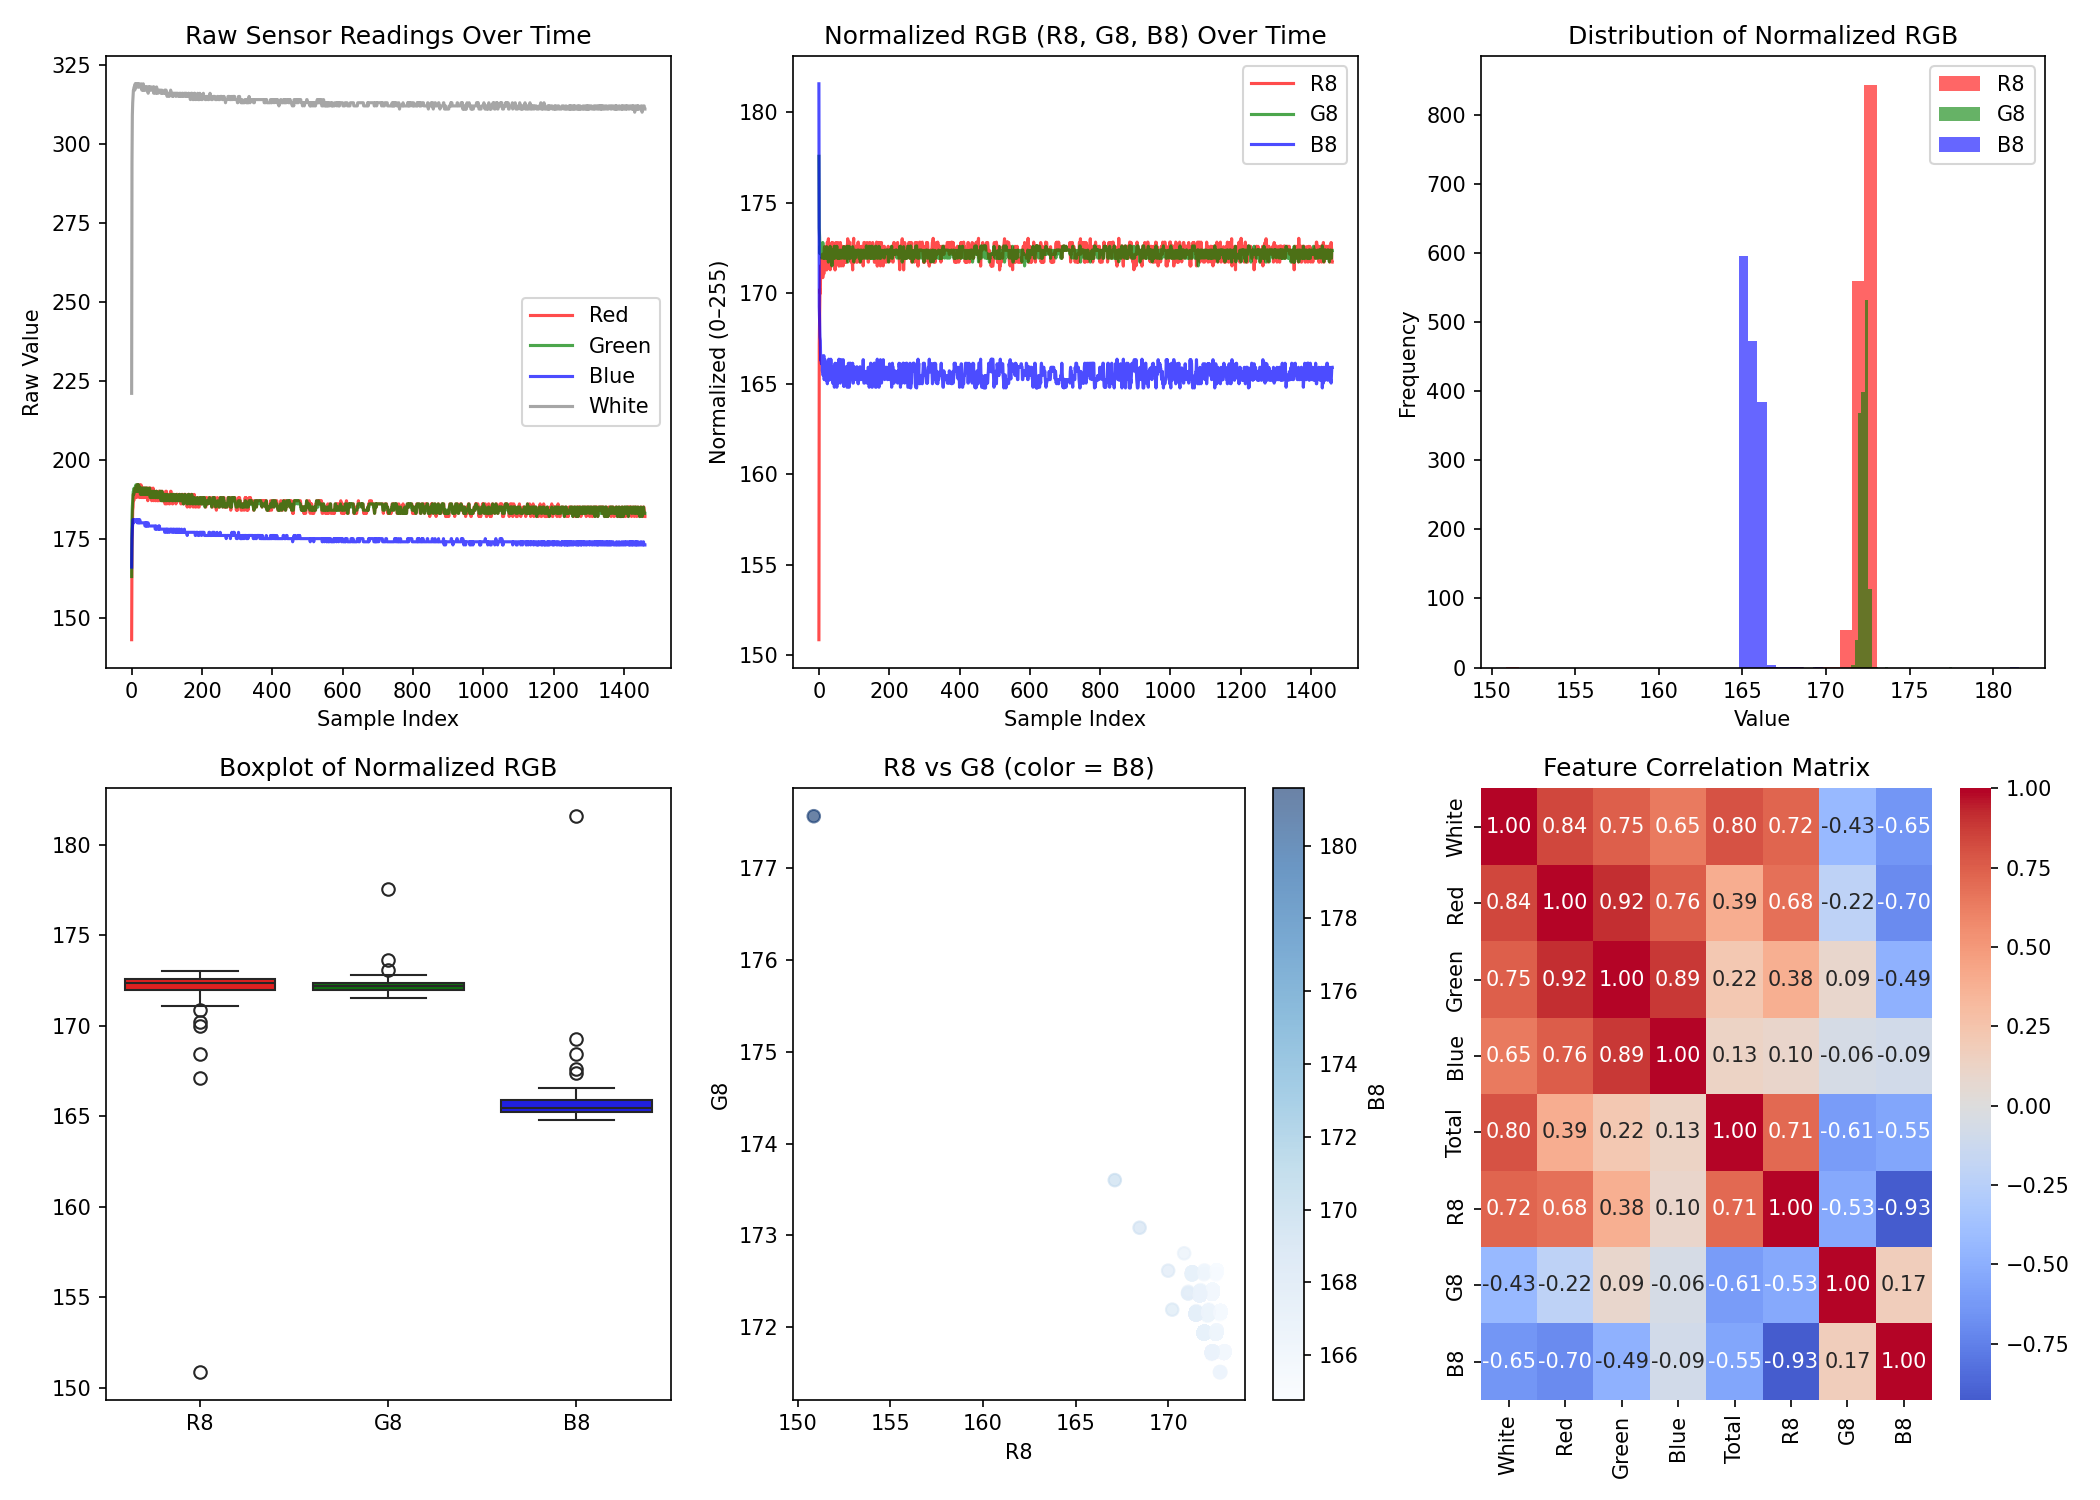 Raw Sensor Readings Over Time
325
300
275
250
225
200
175
150
Raw Value
Red
Green
Blue
White
0 200 400 600 800 1000 1200 1400
Sample Index
Normalized RGB (R8, G8, B8) Over Time
180
175
170
165
160
155
150
Normalized (0–255)
R8
G8
B8
0 200 400 600 800 1000 1200 1400
Sample Index
Distribution of Normalized RGB
800
700
600
500
400
300
200
100
0
Frequency
R8
G8
B8
150 155 160 165 170 175 180
Value
Boxplot of Normalized RGB
180
175
170
165
160
155
150
R8 G8 B8
R8 vs G8 (color = B8)
177
176
175
174
173
172
G8
150 155 160 165 170
R8
180
178
176
174
172
170
168
166
B8
Feature Correlation Matrix
White 1.00 0.84 0.75 0.65 0.80 0.72 -0.43 -0.65
Red 0.84 1.00 0.92 0.76 0.39 0.68 -0.22 -0.70
Green 0.75 0.92 1.00 0.89 0.22 0.38 0.09 -0.49
Blue 0.65 0.76 0.89 1.00 0.13 0.10 -0.06 -0.09
Total 0.80 0.39 0.22 0.13 1.00 0.71 -0.61 -0.55
R8 0.72 0.68 0.38 0.10 0.71 1.00 -0.53 -0.93
G8 -0.43 -0.22 0.09 -0.06 -0.61 -0.53 1.00 0.17
B8 -0.65 -0.70 -0.49 -0.09 -0.55 -0.93 0.17 1.00
White Red Green Blue Total R8 G8 B8
1.00
0.75
0.50
0.25
0.00
−0.25
−0.50
−0.75